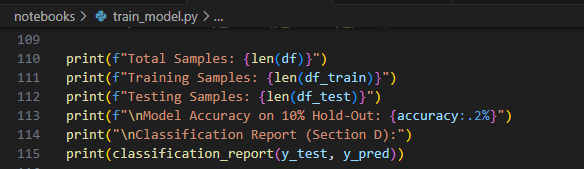 notebooks > train_model.py > ...
109
110 print(f"Total Samples: {len(df)}")
111 print(f"Training Samples: {len(df_train)}")
112 print(f"Testing Samples: {len(df_test)}")
113 print(f"\nModel Accuracy on 10% Hold-Out: {accuracy:.2%}")
114 print("\nClassification Report (Section D):")
115 print(classification_report(y_test, y_pred))